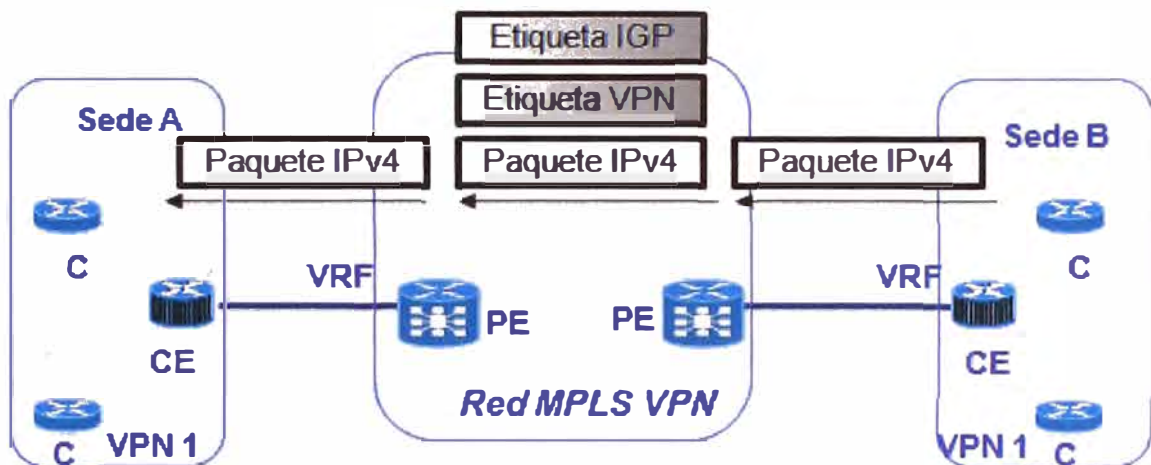 Etiqueta IGP
Etiqueta VPN
Sede A
Paquete IPv4
Paquete IPv4
Paquete IPv4
Sede B
C
C
VRF
VRF
PE
PE
CE
CE
Red MPLS VPN
C
VPN 1
VPN 1
C